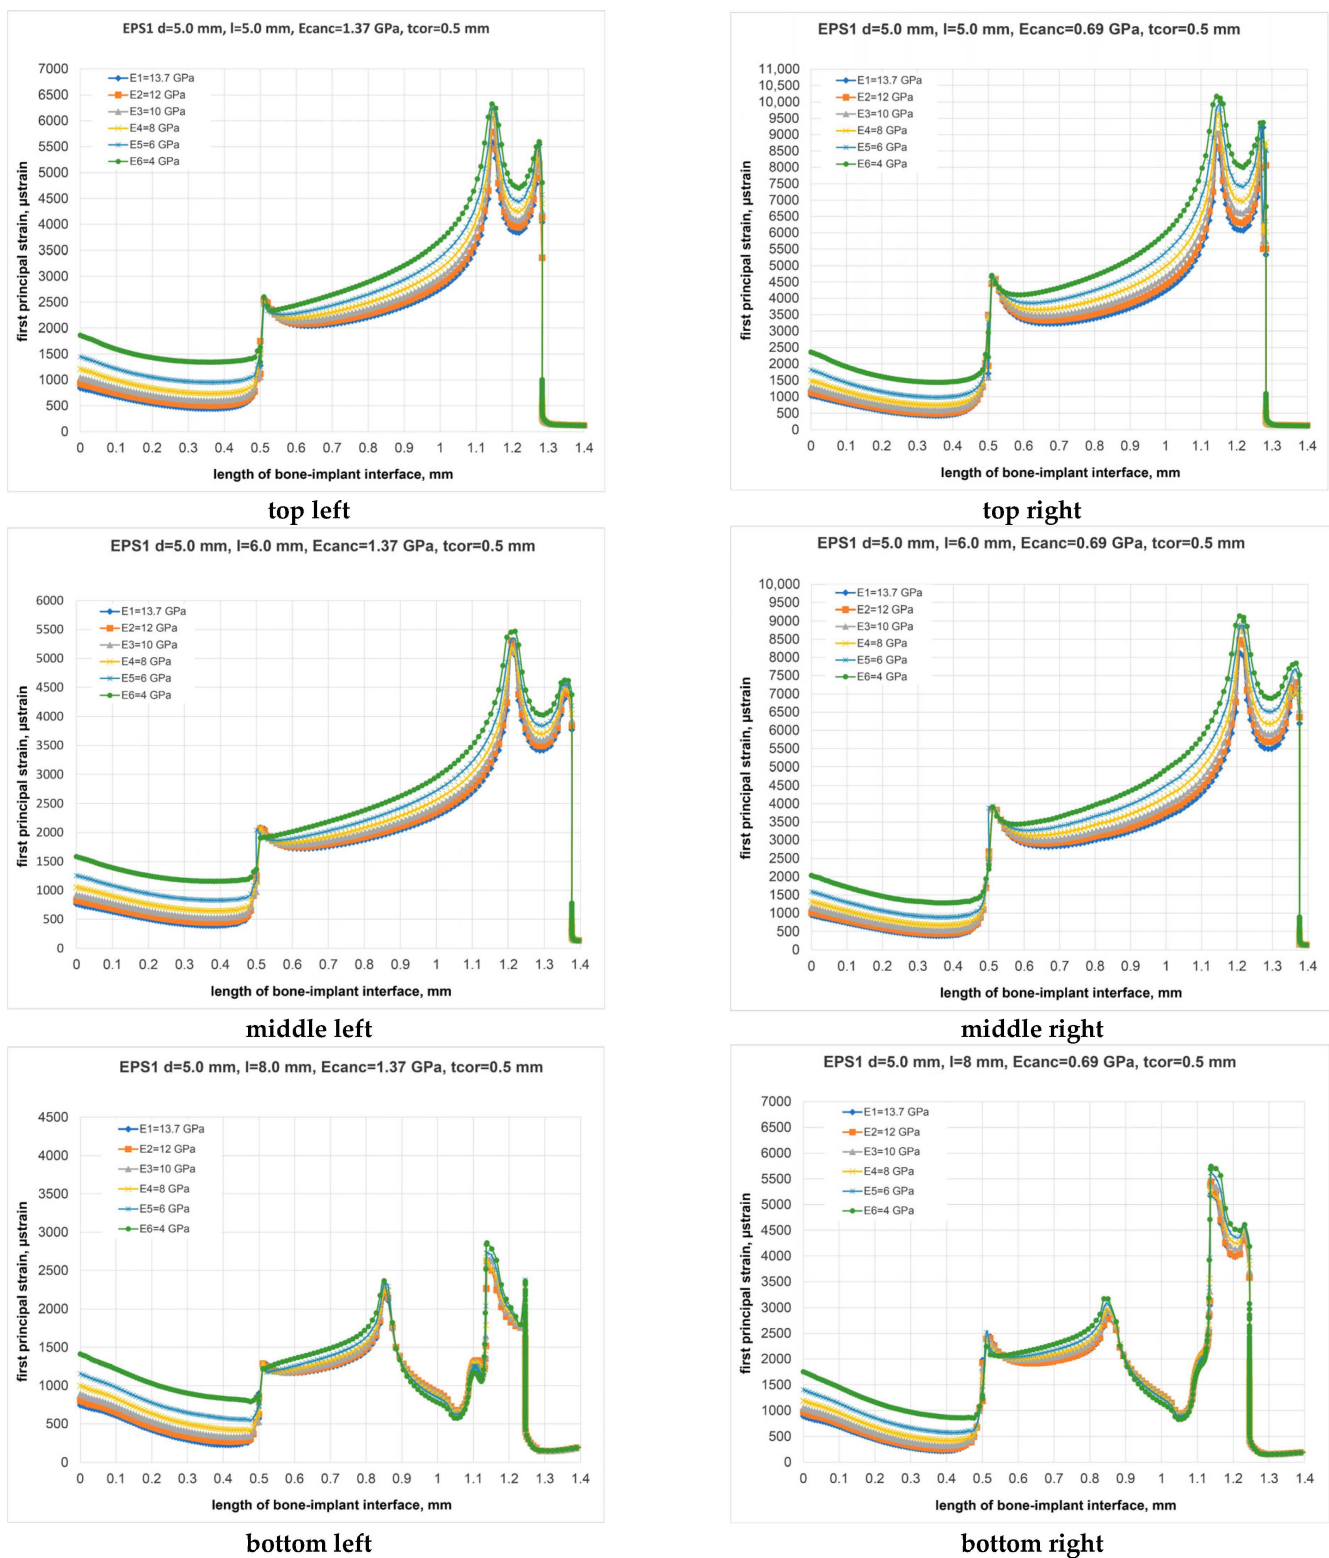 EPS1 d=5.0 mm, l=5.0 mm, Ecanc=1.37 GPa, tcor=0.5 mm
first principal strain, µstrain
7000
6500
6000
5500
5000
4500
4000
3500
3000
2500
2000
1500
1000
500
0
E1=13.7 GPa
E2=12 GPa
E3=10 GPa
E4=8 GPa
E5=6 GPa
E6=4 GPa
0 0.1 0.2 0.3 0.4 0.5 0.6 0.7 0.8 0.9 1 1.1 1.2 1.3 1.4
length of bone-implant interface, mm
top left
EPS1 d=5.0 mm, l=5.0 mm, Ecanc=0.69 GPa, tcor=0.5 mm
first principal strain, µstrain
11,000
10,500
10,000
9500
9000
8500
8000
7500
7000
6500
6000
5500
5000
4500
4000
3500
3000
2500
2000
1500
1000
500
0
E1=13.7 GPa
E2=12 GPa
E3=10 GPa
E4=8 GPa
E5=6 GPa
E6=4 GPa
0 0.1 0.2 0.3 0.4 0.5 0.6 0.7 0.8 0.9 1 1.1 1.2 1.3 1.4
length of bone-implant interface, mm
top right
EPS1 d=5.0 mm, l=6.0 mm, Ecanc=1.37 GPa, tcor=0.5 mm
first principal strain, µstrain
6000
5500
5000
4500
4000
3500
3000
2500
2000
1500
1000
500
0
E1=13.7 GPa
E2=12 GPa
E3=10 GPa
E4=8 GPa
E5=6 GPa
E6=4 GPa
0 0.1 0.2 0.3 0.4 0.5 0.6 0.7 0.8 0.9 1 1.1 1.2 1.3 1.4
length of bone-implant interface, mm
middle left
EPS1 d=5.0 mm, l=6.0 mm, Ecanc=0.69 GPa, tcor=0.5 mm
first principal strain, µstrain
10,000
9500
9000
8500
8000
7500
7000
6500
6000
5500
5000
4500
4000
3500
3000
2500
2000
1500
1000
500
0
E1=13.7 GPa
E2=12 GPa
E3=10 GPa
E4=8 GPa
E5=6 GPa
E6=4 GPa
0 0.1 0.2 0.3 0.4 0.5 0.6 0.7 0.8 0.9 1 1.1 1.2 1.3 1.4
length of bone-implant interface, mm
middle right
EPS1 d=5.0 mm, l=8.0 mm, Ecanc=1.37 GPa, tcor=0.5 mm
first principal strain, µstrain
4500
4000
3500
3000
2500
2000
1500
1000
500
0
E1=13.7 GPa
E2=12 GPa
E3=10 GPa
E4=8 GPa
E5=6 GPa
E6=4 GPa
0 0.1 0.2 0.3 0.4 0.5 0.6 0.7 0.8 0.9 1 1.1 1.2 1.3 1.4
length of bone-implant interface, mm
bottom left
EPS1 d=5.0 mm, l=8 mm, Ecanc=0.69 GPa, tcor=0.5 mm
first principal strain, µstrain
7000
6500
6000
5500
5000
4500
4000
3500
3000
2500
2000
1500
1000
500
0
E1=13.7 GPa
E2=12 GPa
E3=10 GPa
E4=8 GPa
E5=6 GPa
E6=4 GPa
0 0.1 0.2 0.3 0.4 0.5 0.6 0.7 0.8 0.9 1 1.1 1.2 1.3 1.4
length of bone-implant interface, mm
bottom right